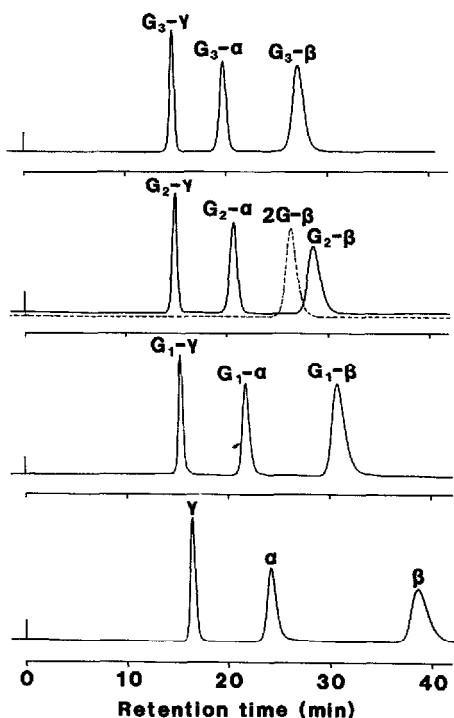 G₃-γ
G₃-α
G₃-β
G₂-γ
G₂-α
2G-β
G₂-β
G₁-γ
G₁-α
G₁-β
γ
α
β
0 10 20 30 40
Retention time (min)